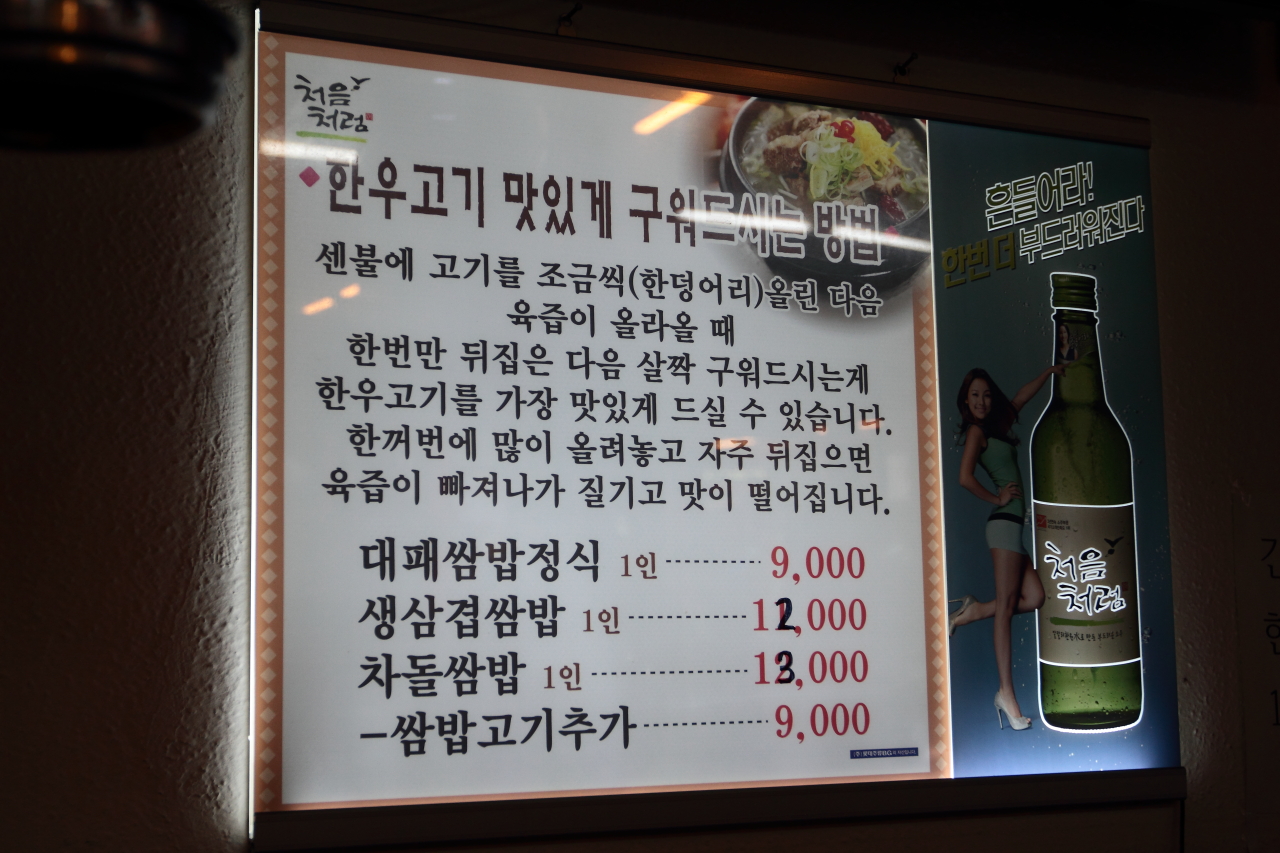 처음
처럼
한우고기 맛있게 구워드시는 방법
센불에 고기를 조금씩(한덩어리)올린 다음
육즙이 올라올 때
한번만 뒤집은 다음 살짝 구워드시는게
한우고기를 가장 맛있게 드실 수 있습니다.
한꺼번에 많이 올려놓고 자주 뒤집으면
육즙이 빠져나가 질기고 맛이 떨어집니다.
대패쌈밥정식 1인 9,000
생삼겹쌈밥 1인 12,000
차돌쌈밥 1인 13,000
-쌈밥고기추가 9,000
흔들어라!
한번 더 부드러워진다
처음
처럼